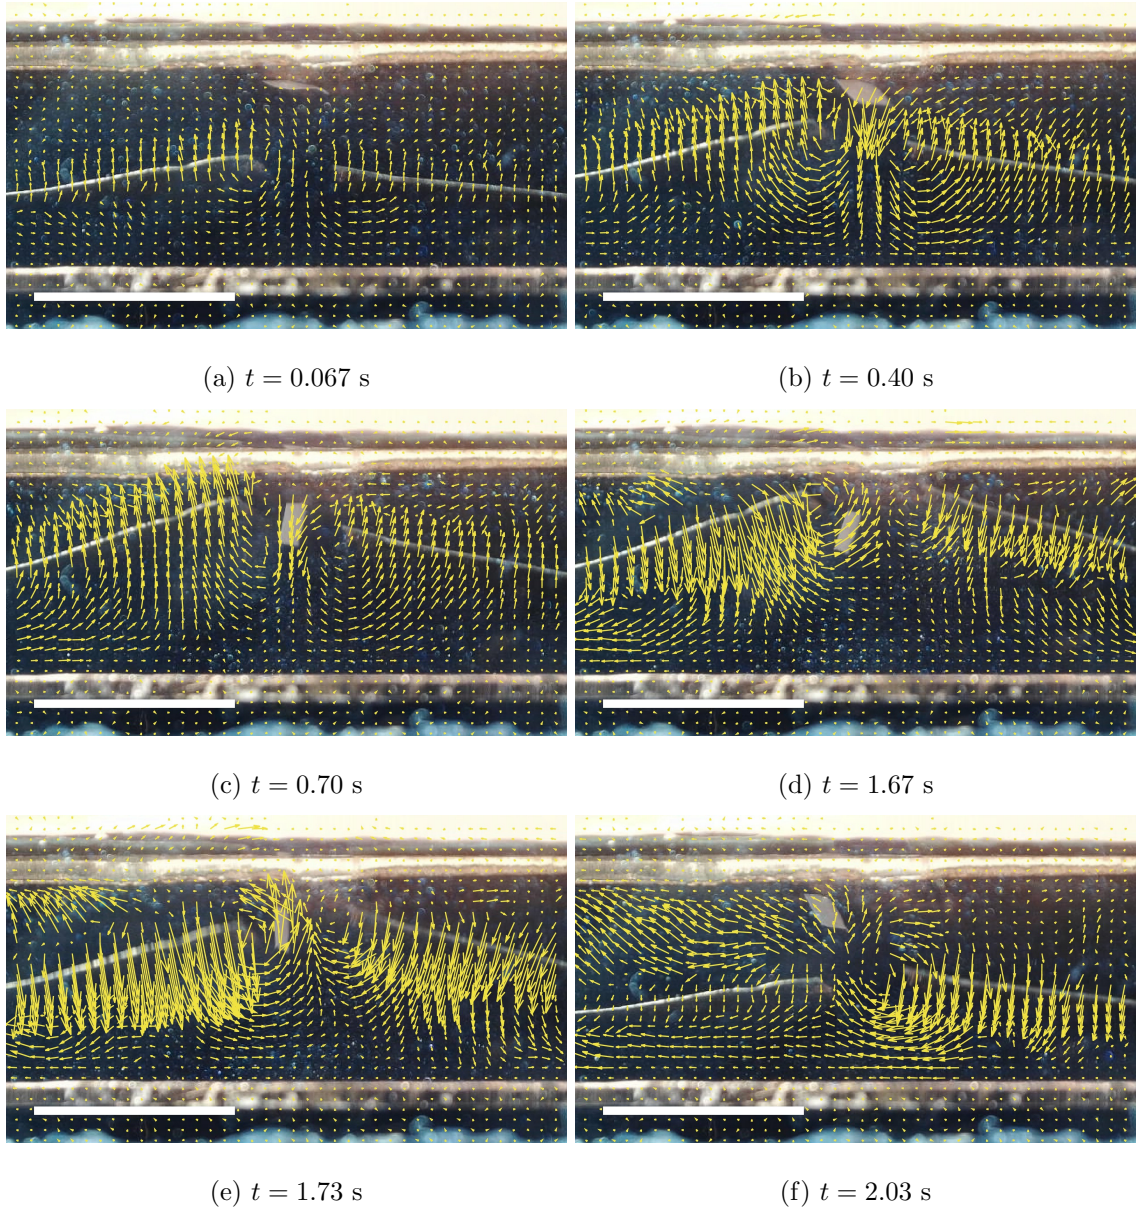 (a) t = 0.067 s
(b) t = 0.40 s
(c) t = 0.70 s
(d) t = 1.67 s
(e) t = 1.73 s
(f) t = 2.03 s